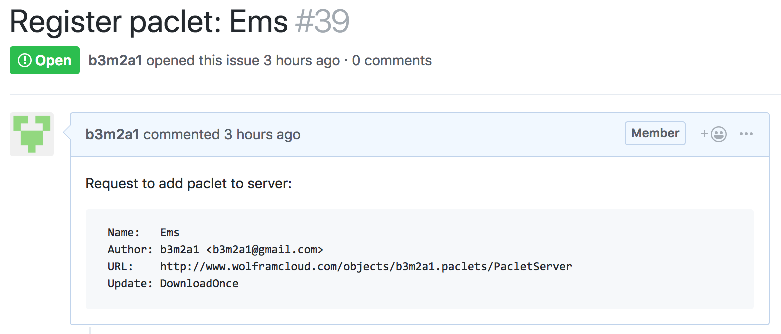 Register paclet: Ems #39
Open b3m2a1 opened this issue 3 hours ago · 0 comments
b3m2a1 commented 3 hours ago Member
Request to add paclet to server:
Name: Ems
Author: b3m2a1 <b3m2a1@gmail.com>
URL: http://www.wolframcloud.com/objects/b3m2a1.paclets/PacletServer
Update: DownloadOnce